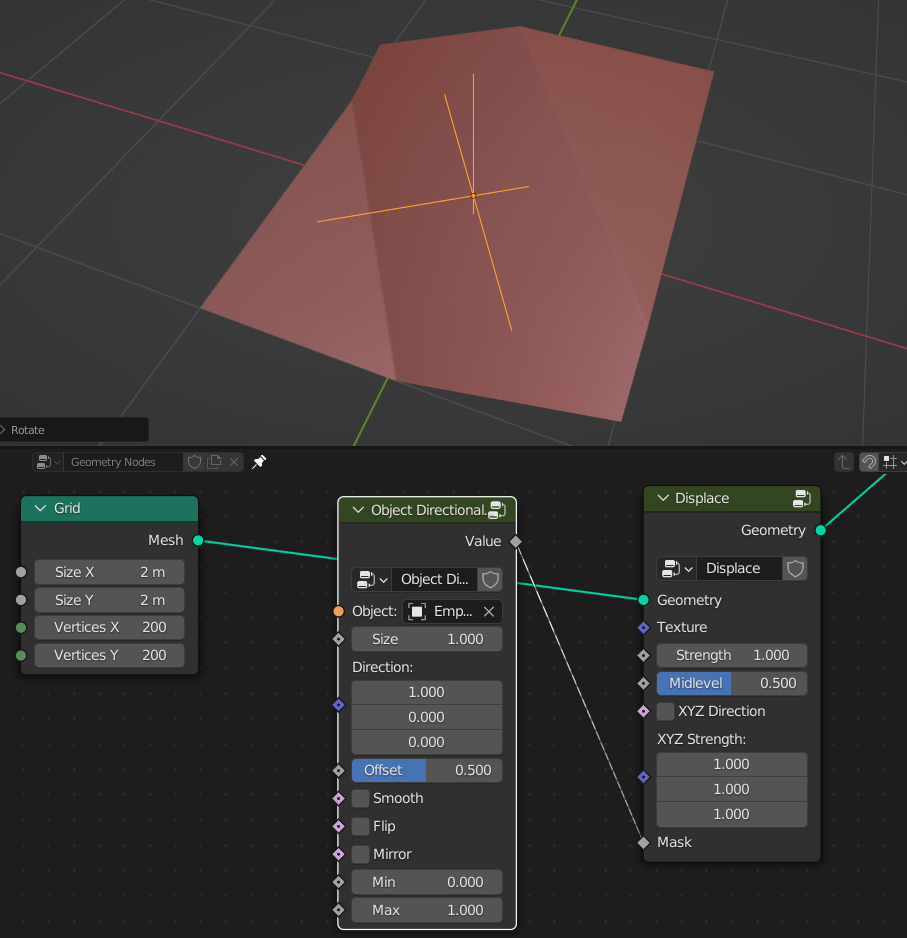 Rotate
Geometry Nodes
Grid
Mesh
Size X 2 m
Size Y 2 m
Vertices X 200
Vertices Y 200
Object Directional.
Value
Object Di...
Object: Emp...
Size 1.000
Direction:
1.000
0.000
0.000
Offset 0.500
Smooth
Flip
Mirror
Min 0.000
Max 1.000
Displace
Geometry
Displace
Geometry
Texture
Strength 1.000
Midlevel 0.500
XYZ Direction
XYZ Strength:
1.000
1.000
1.000
Mask